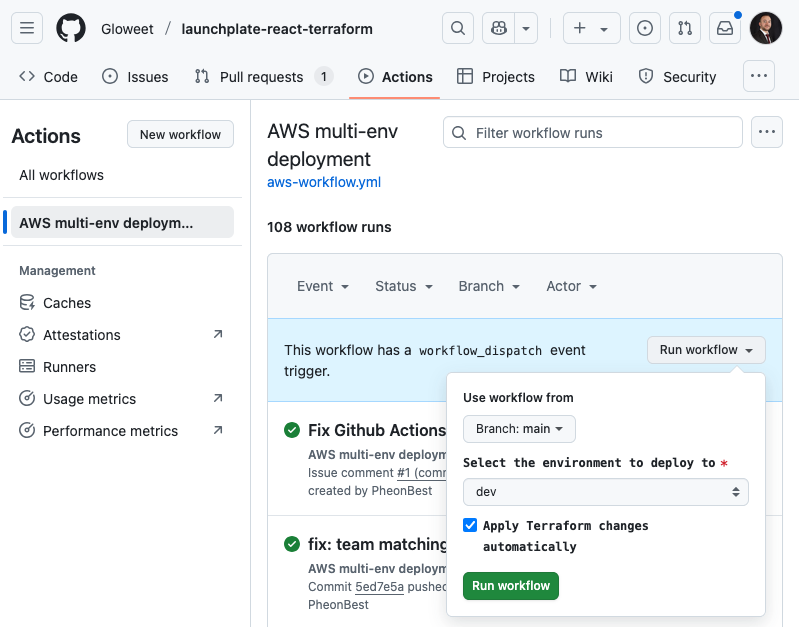 Gloweet / launchplate-react-terraform
Code
Issues
Pull requests 1
Actions
Projects
Wiki
Security
Actions
New workflow
All workflows
AWS multi-env deploym...
Management
Caches
Attestations
Runners
Usage metrics
Performance metrics
AWS multi-env
deployment
aws-workflow.yml
Filter workflow runs
108 workflow runs
Event
Status
Branch
Actor
This workflow has a workflow_dispatch event
trigger.
Run workflow
Use workflow from
Branch: main
Select the environment to deploy to *
dev
Apply Terraform changes
automatically
Run workflow
Fix Github Actions
AWS multi-env deploym
Issue comment #1 (comm
created by PheonBest
fix: team matching
AWS multi-env deploym
Commit 5ed7e5a pushed
PheonBest